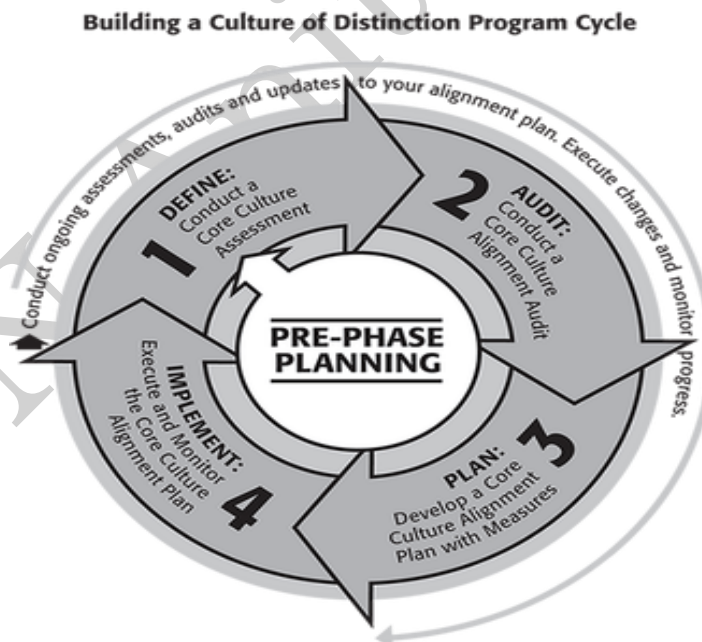 Building a Culture of Distinction Program Cycle
Conduct ongoing assessments, audits and updates to your alignment plan. Execute changes and monitor progress.
1
DEFINE:
Conduct a
Core Culture
Assessment
2
AUDIT:
Conduct a
Core Culture
Alignment Audit
PRE-PHASE
PLANNING
3
PLAN:
Develop a Core
Culture Alignment
Plan with Measures
4
IMPLEMENT:
Execute and Monitor
the Core Culture
Alignment Plan